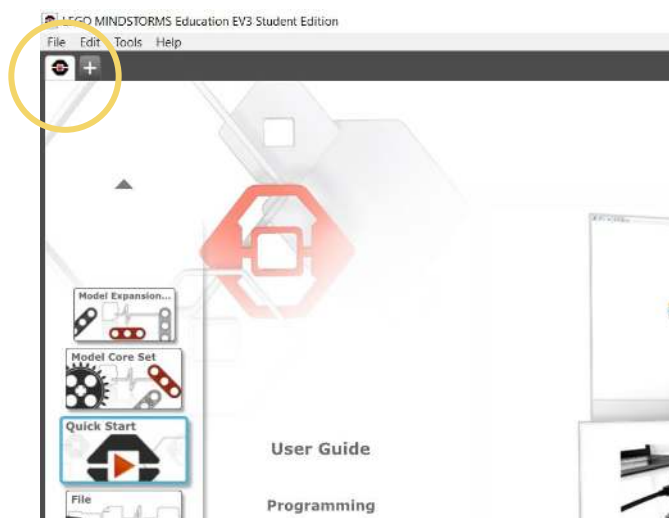 LEGO MINDSTORMS Education EV3 Student Edition
File Edit Tools Help
+
Model Expansion...
Model Core Set
Quick Start
File
User Guide
Programming